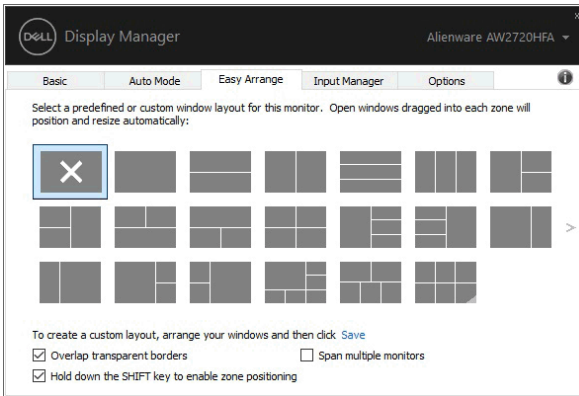 DELL Display Manager
Alienware AW2720HFA
Basic Auto Mode Easy Arrange Input Manager Options
Select a predefined or custom window layout for this monitor. Open windows dragged into each zone will
position and resize automatically:
To create a custom layout, arrange your windows and then click Save
Overlap transparent borders
Span multiple monitors
Hold down the SHIFT key to enable zone positioning